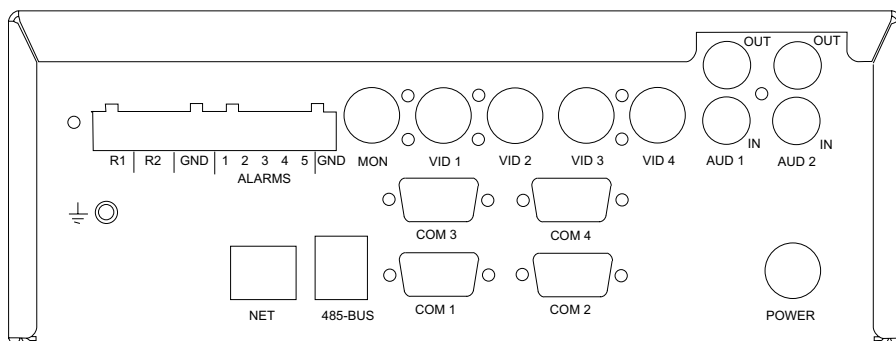 OUT OUT
IN IN
R1 R2 GND 1 2 3 4 5 GND MON VID 1 VID 2 VID 3 VID 4 AUD 1 AUD 2
ALARMS
COM 3 COM 4
NET 485-BUS COM 1 COM 2 POWER